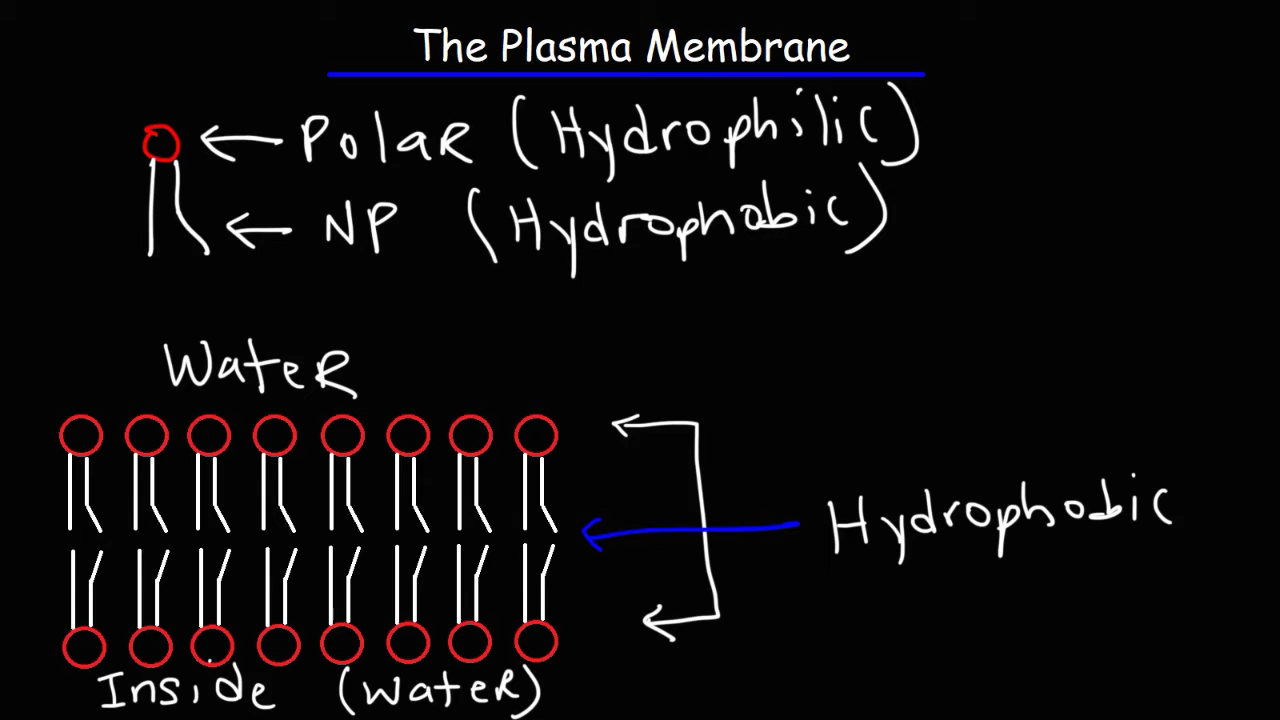 The Plasma Membrane
Polar (Hydrophilic)
NP (Hydrophobic)
Water
Hydrophobic
Inside (Water)